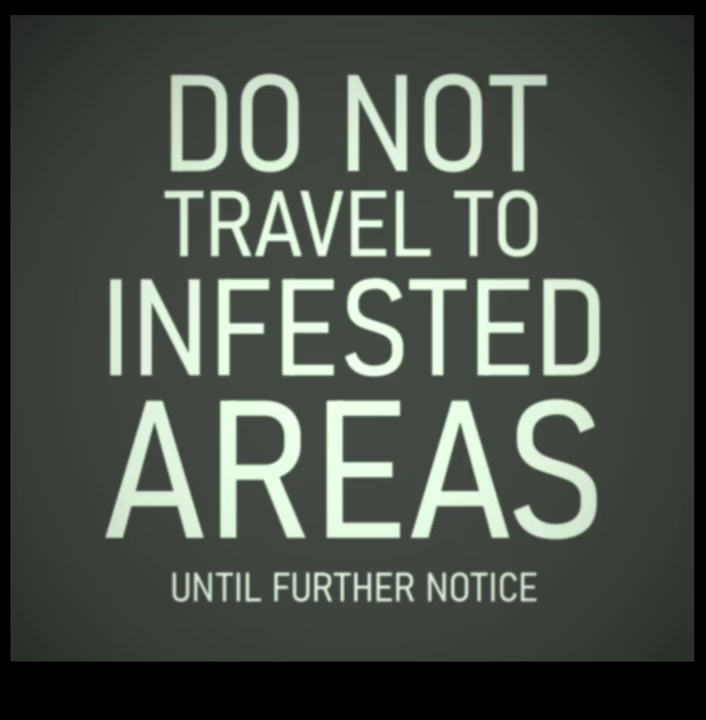 DO NOT
TRAVEL TO
INFESTED
AREAS
UNTIL FURTHER NOTICE